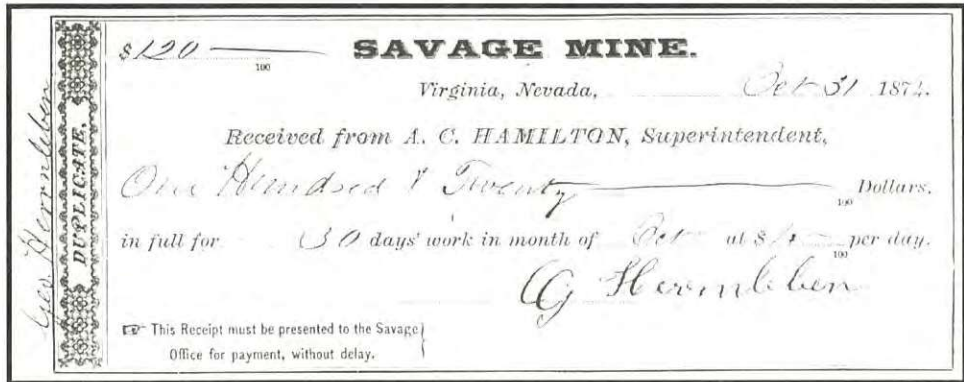 Geo. Hermleben
DUPLICATE.
$120 —— 100
SAVAGE MINE.
Virginia, Nevada, Oct 31 1874.
Received from A. C. HAMILTON, Superintendent,
One Hundred & Twenty —— 100 Dollars.
in full for 30 days' work in month of Oct at $4 — 100 per day.
G Hermleben
☞ This Receipt must be presented to the Savage
Office for payment, without delay.